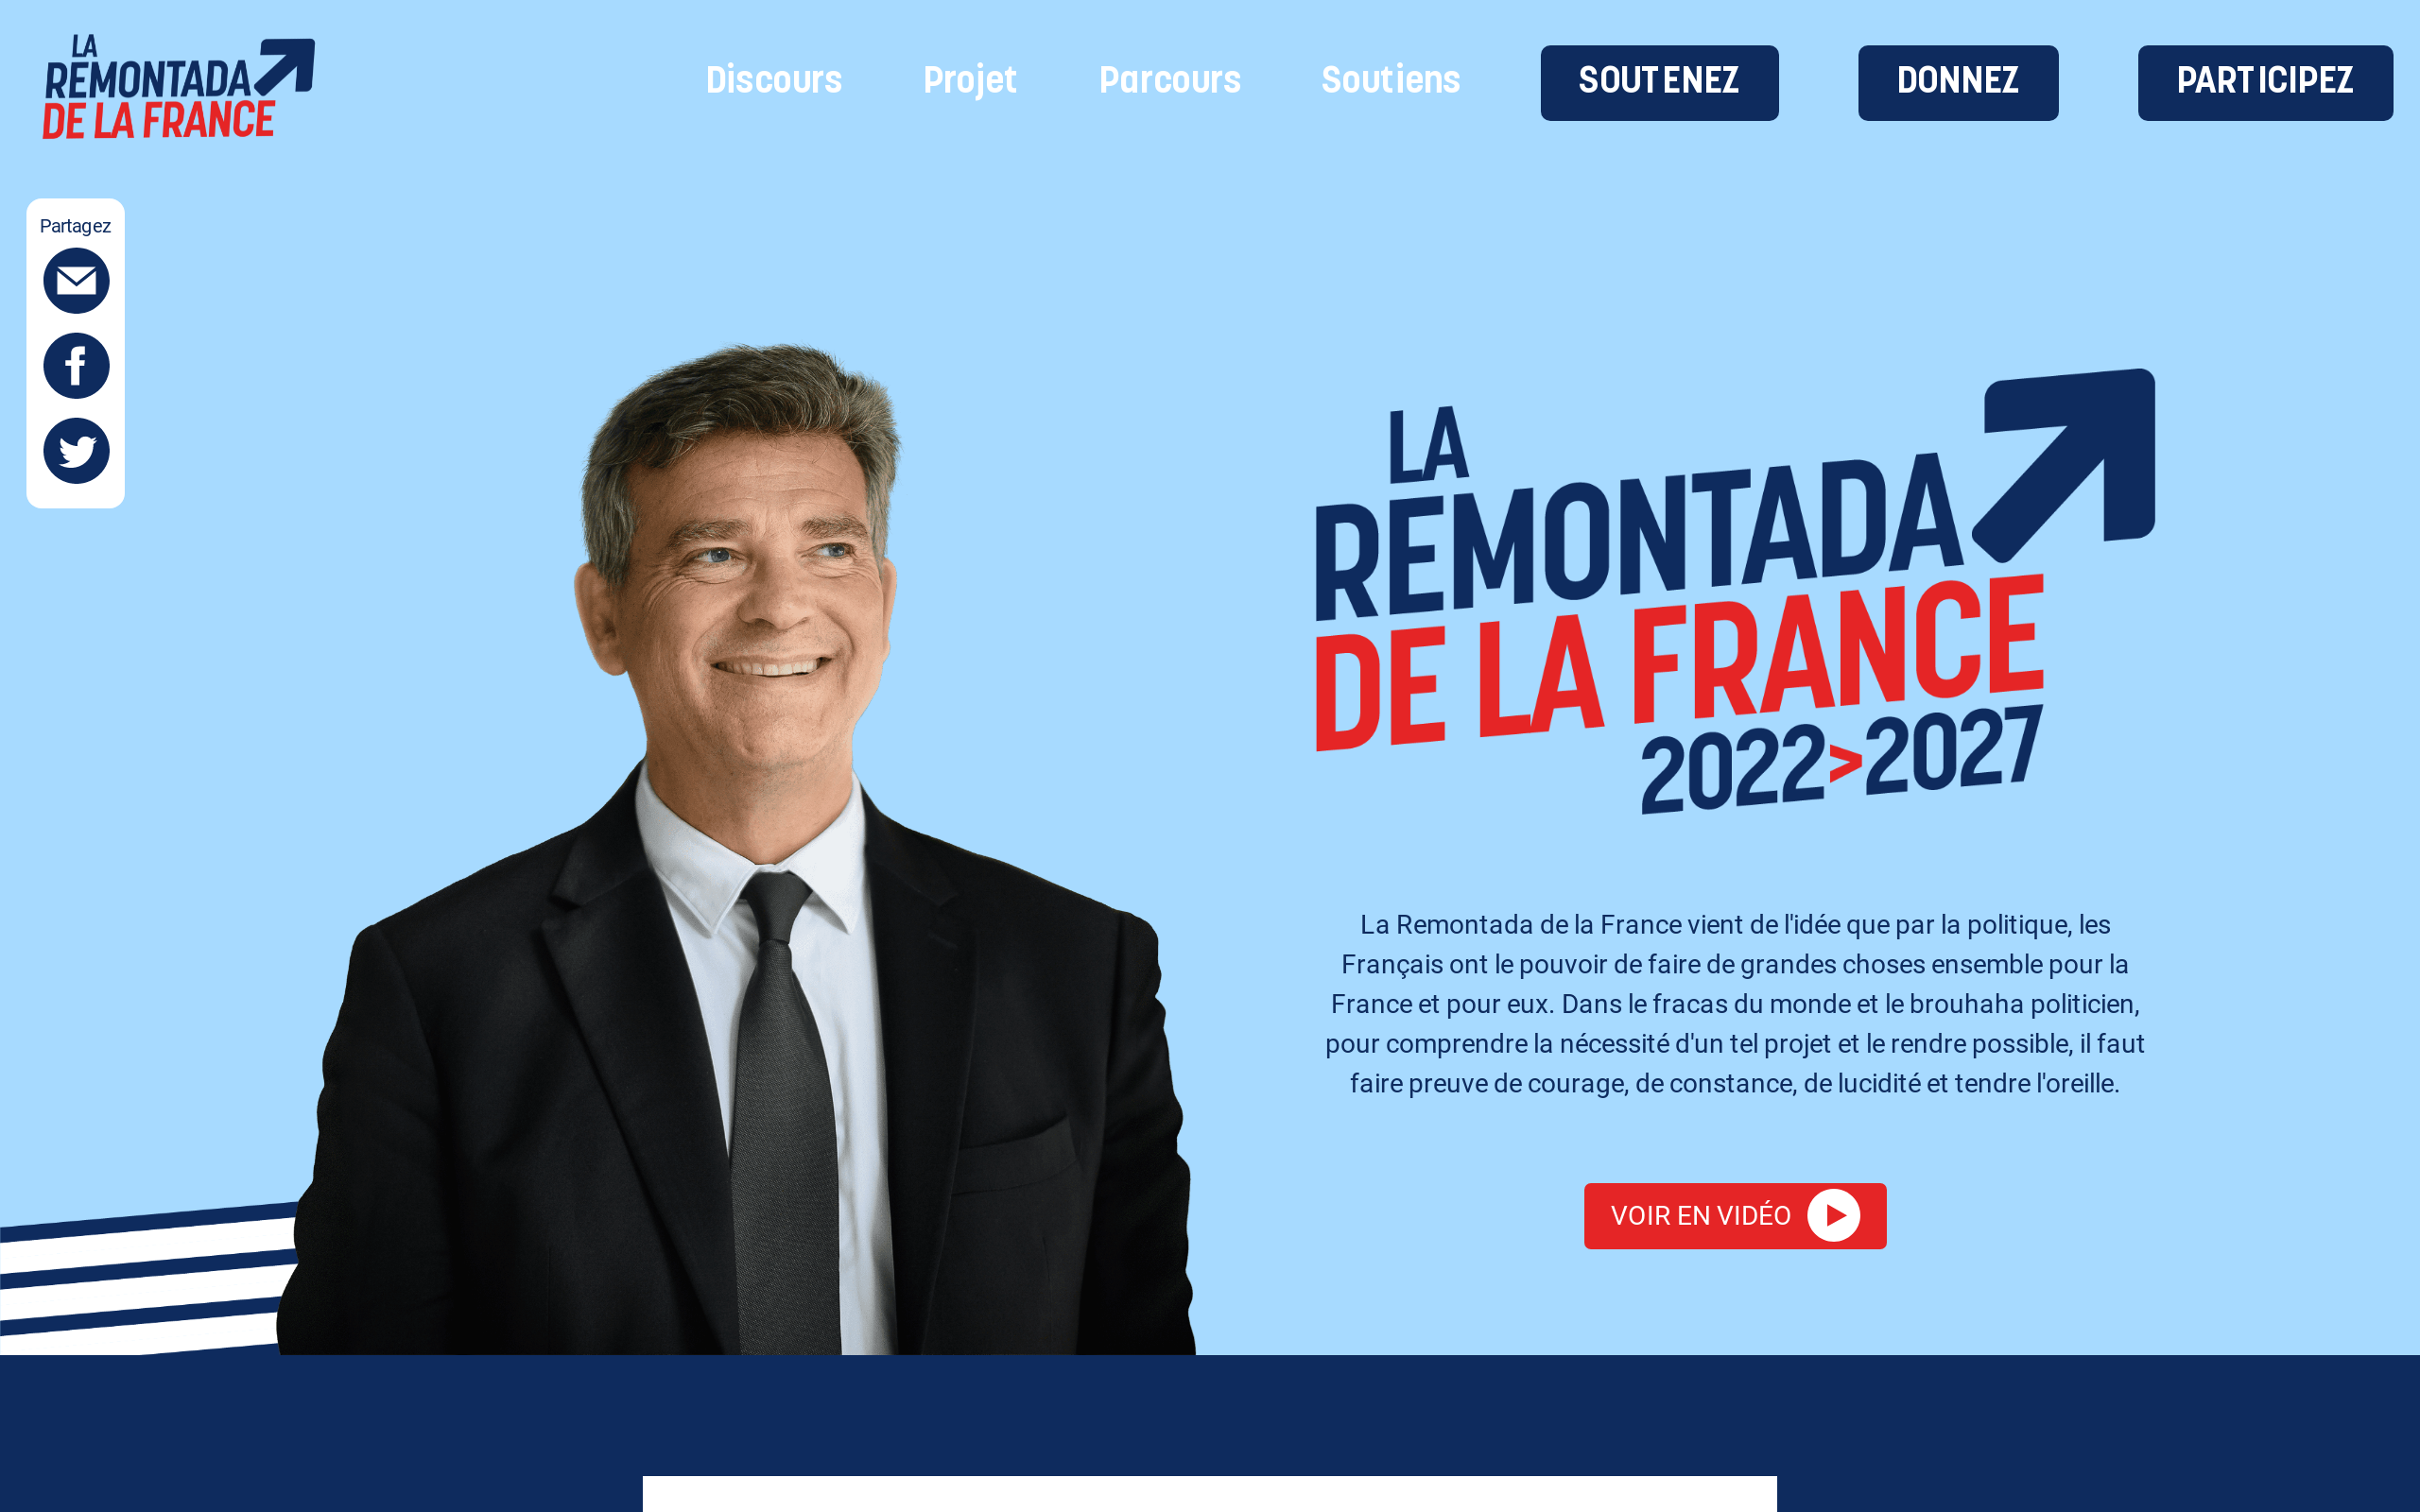 LA
REMONTADA
DE LA FRANCE
Discours
Projet
Parcours
Soutiens
SOUTENEZ
DONNEZ
PARTICIPEZ
Partagez
LA
REMONTADA
DE LA FRANCE
2022>2027
La Remontada de la France vient de l'idée que par la politique, les
Français ont le pouvoir de faire de grandes choses ensemble pour la
France et pour eux. Dans le fracas du monde et le brouhaha politicien,
pour comprendre la nécessité d'un tel projet et le rendre possible, il faut
faire preuve de courage, de constance, de lucidité et tendre l'oreille.
VOIR EN VIDÉO